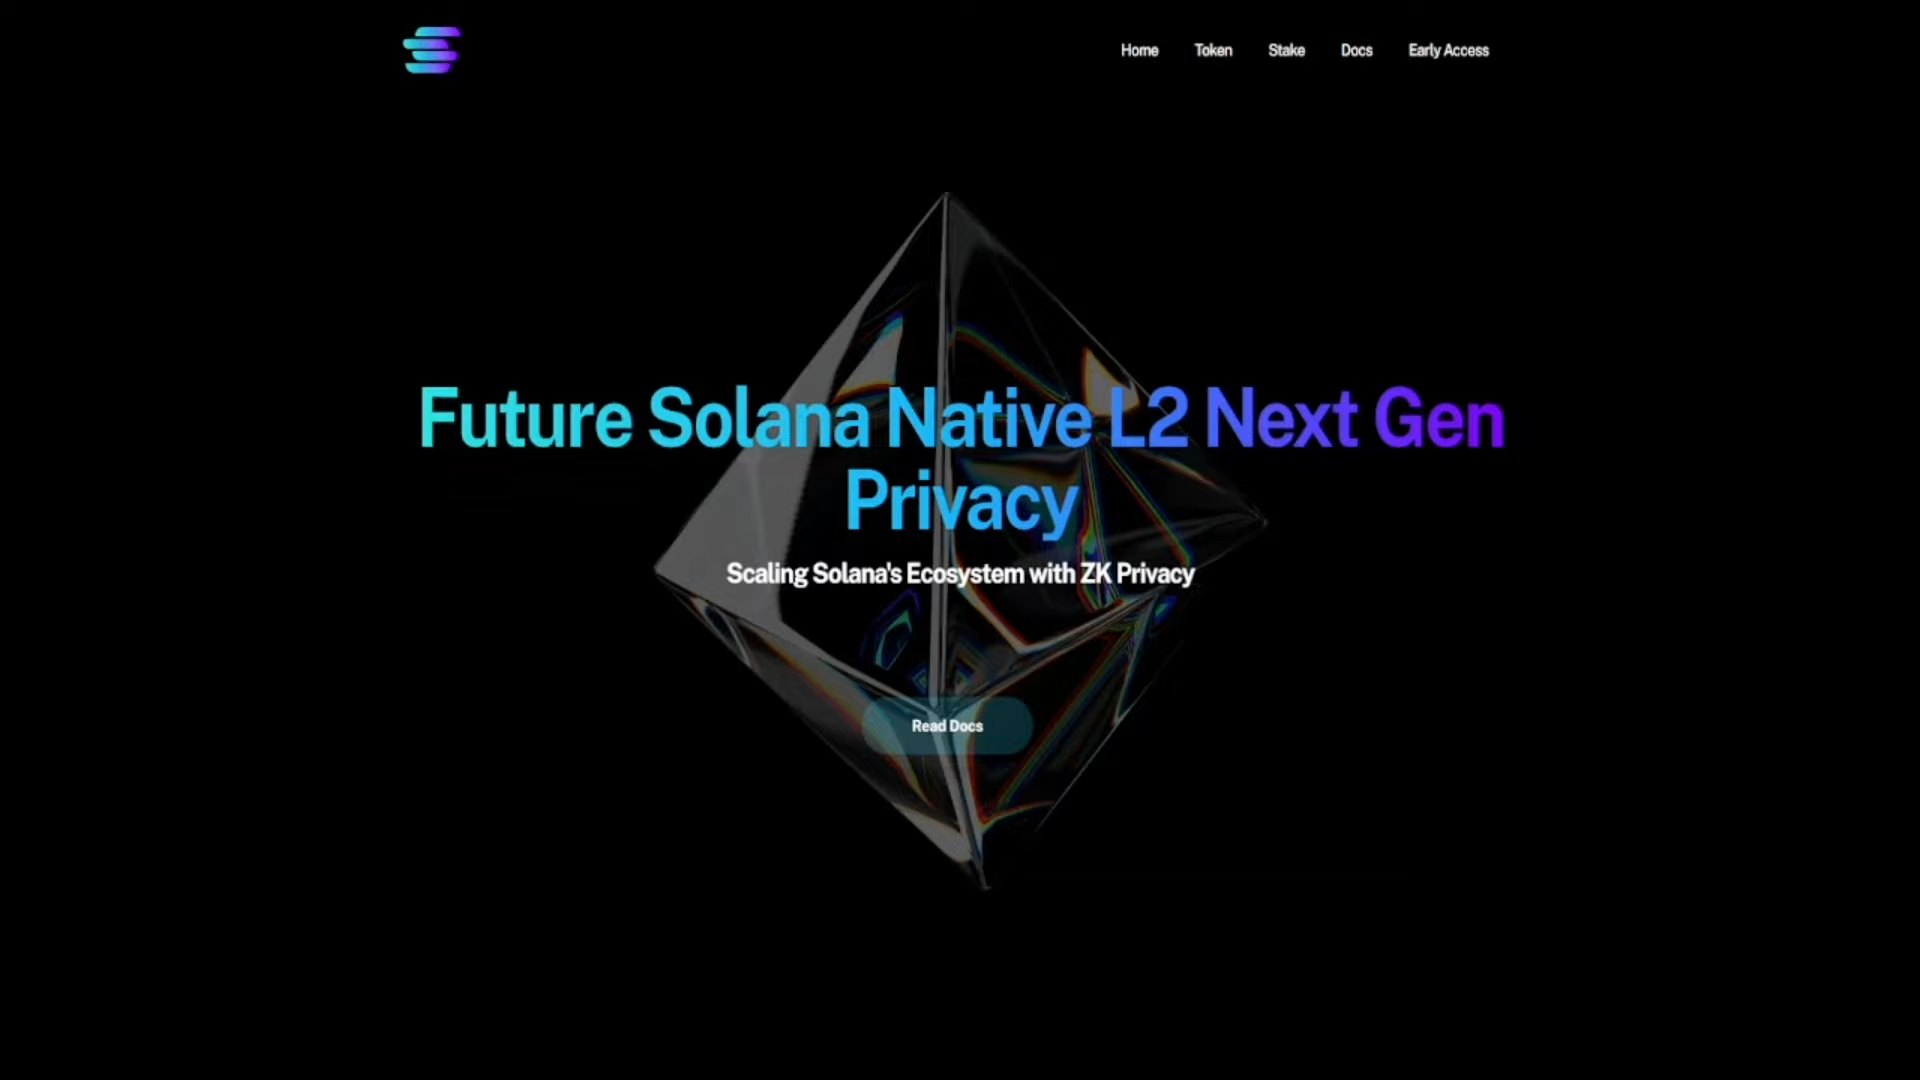 Home Token Stake Docs Early Access
Future Solana Native L2 Next Gen
Privacy
Scaling Solana's Ecosystem with ZK Privacy
Read Docs